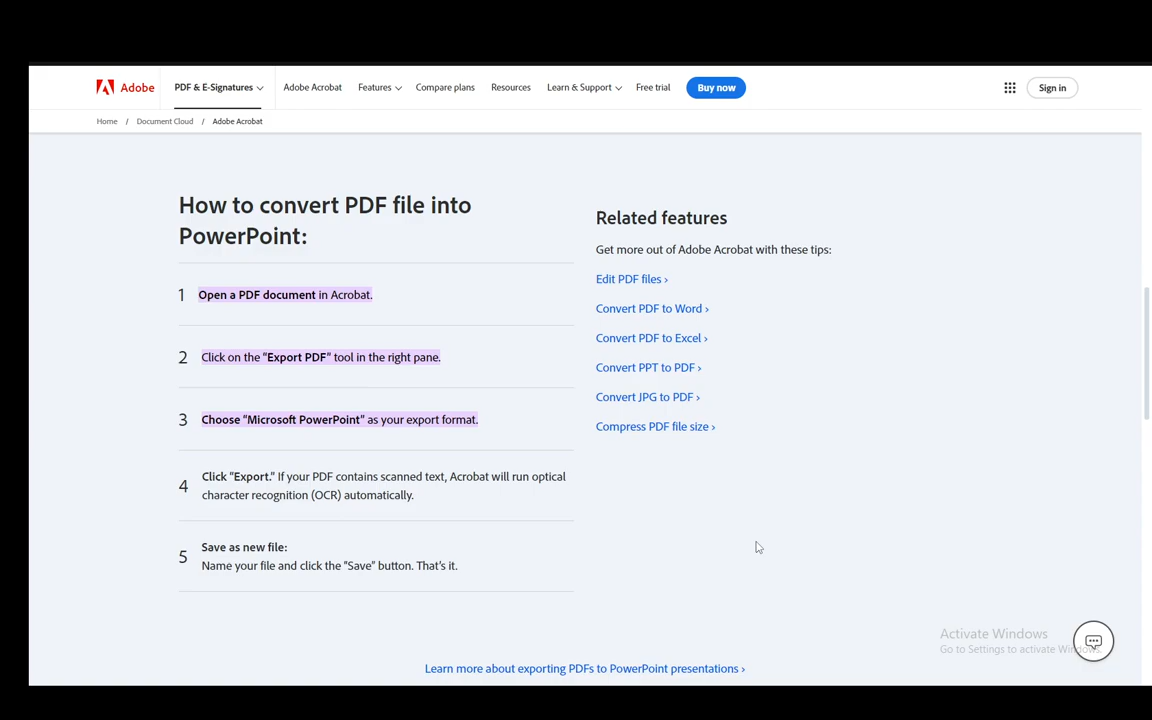 Adobe
PDF & E-Signatures
Adobe Acrobat
Features
Compare plans
Resources
Learn & Support
Free trial
Buy now
Sign in
Home / Document Cloud / Adobe Acrobat
How to convert PDF file into
PowerPoint:
1 Open a PDF document in Acrobat.
2 Click on the “Export PDF” tool in the right pane.
3 Choose “Microsoft PowerPoint” as your export format.
4 Click “Export.” If your PDF contains scanned text, Acrobat will run optical
character recognition (OCR) automatically.
5 Save as new file:
Name your file and click the “Save” button. That’s it.
Related features
Get more out of Adobe Acrobat with these tips:
Edit PDF files ›
Convert PDF to Word ›
Convert PDF to Excel ›
Convert PPT to PDF ›
Convert JPG to PDF ›
Compress PDF file size ›
Learn more about exporting PDFs to PowerPoint presentations ›
Activate Windows
Go to Settings to activate Windows.